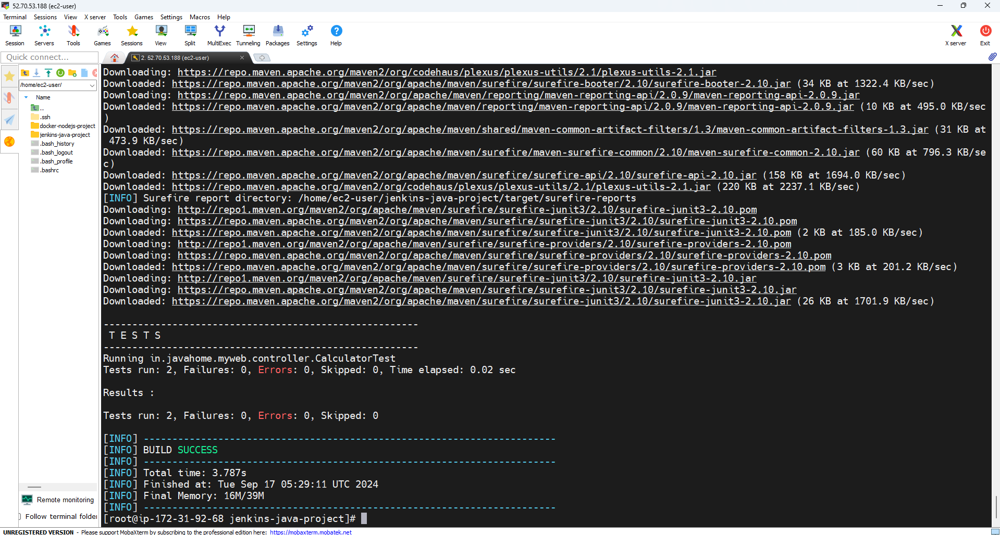 52.70.53.188 (ec2-user)
Terminal Sessions View X server Tools Games Settings Macros Help
Session Servers Tools Games Sessions View Split MultiExec Tunneling Packages Settings Help X server Exit
Quick connect...
2. 52.70.53.188 (ec2-user)
/home/ec2-user/
Name
..
.ssh
docker-nodejs-project
jenkins-java-project
.bash_history
.bash_logout
.bash_profile
.bashrc
Remote monitoring
Follow terminal folder
Downloading: https://repo.maven.apache.org/maven2/org/codehaus/plexus/plexus-utils/2.1/plexus-utils-2.1.jar
Downloaded: https://repo.maven.apache.org/maven2/org/apache/maven/surefire/surefire-booter/2.10/surefire-booter-2.10.jar (34 KB at 1322.4 KB/sec)
Downloading: https://repo.maven.apache.org/maven2/org/apache/maven/reporting/maven-reporting-api/2.0.9/maven-reporting-api-2.0.9.jar
Downloaded: https://repo.maven.apache.org/maven2/org/apache/maven/reporting/maven-reporting-api/2.0.9/maven-reporting-api-2.0.9.jar (10 KB at 495.0 KB/sec
)
Downloaded: https://repo.maven.apache.org/maven2/org/apache/maven/shared/maven-common-artifact-filters/1.3/maven-common-artifact-filters-1.3.jar (31 KB at
473.9 KB/sec)
Downloaded: https://repo.maven.apache.org/maven2/org/apache/maven/surefire/maven-surefire-common/2.10/maven-surefire-common-2.10.jar (60 KB at 796.3 KB/se
c)
Downloaded: https://repo.maven.apache.org/maven2/org/apache/maven/surefire/surefire-api/2.10/surefire-api-2.10.jar (158 KB at 1694.0 KB/sec)
Downloaded: https://repo.maven.apache.org/maven2/org/codehaus/plexus/plexus-utils/2.1/plexus-utils-2.1.jar (220 KB at 2237.1 KB/sec)
[INFO] Surefire report directory: /home/ec2-user/jenkins-java-project/target/surefire-reports
Downloading: http://repo1.maven.org/maven2/org/apache/maven/surefire/surefire-junit3/2.10/surefire-junit3-2.10.pom
Downloading: https://repo.maven.apache.org/maven2/org/apache/maven/surefire/surefire-junit3/2.10/surefire-junit3-2.10.pom
Downloaded: https://repo.maven.apache.org/maven2/org/apache/maven/surefire/surefire-junit3/2.10/surefire-junit3-2.10.pom (2 KB at 185.0 KB/sec)
Downloading: http://repo1.maven.org/maven2/org/apache/maven/surefire/surefire-providers/2.10/surefire-providers-2.10.pom
Downloading: https://repo.maven.apache.org/maven2/org/apache/maven/surefire/surefire-providers/2.10/surefire-providers-2.10.pom
Downloaded: https://repo.maven.apache.org/maven2/org/apache/maven/surefire/surefire-providers/2.10/surefire-providers-2.10.pom (3 KB at 201.2 KB/sec)
Downloading: http://repo1.maven.org/maven2/org/apache/maven/surefire/surefire-junit3/2.10/surefire-junit3-2.10.jar
Downloading: https://repo.maven.apache.org/maven2/org/apache/maven/surefire/surefire-junit3/2.10/surefire-junit3-2.10.jar
Downloaded: https://repo.maven.apache.org/maven2/org/apache/maven/surefire/surefire-junit3/2.10/surefire-junit3-2.10.jar (26 KB at 1701.9 KB/sec)
-------------------------------------------------------
T E S T S
-------------------------------------------------------
Running in.javahome.myweb.controller.CalculatorTest
Tests run: 2, Failures: 0, Errors: 0, Skipped: 0, Time elapsed: 0.02 sec
Results :
Tests run: 2, Failures: 0, Errors: 0, Skipped: 0
[INFO] ------------------------------------------------------------------------
[INFO] BUILD SUCCESS
[INFO] ------------------------------------------------------------------------
[INFO] Total time: 3.787s
[INFO] Finished at: Tue Sep 17 05:29:11 UTC 2024
[INFO] Final Memory: 16M/39M
[INFO] ------------------------------------------------------------------------
[root@ip-172-31-92-68 jenkins-java-project]#
UNREGISTERED VERSION - Please support MobaXterm by subscribing to the professional edition here: https://mobaxterm.mobatek.net